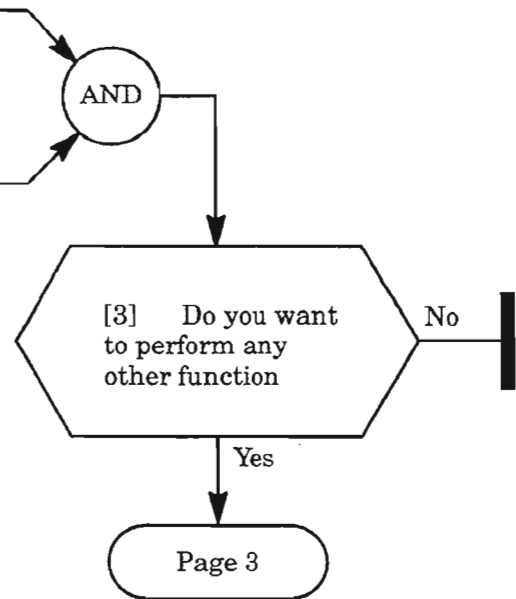 AND
[3] Do you want
to perform any
other function
No
Yes
Page 3